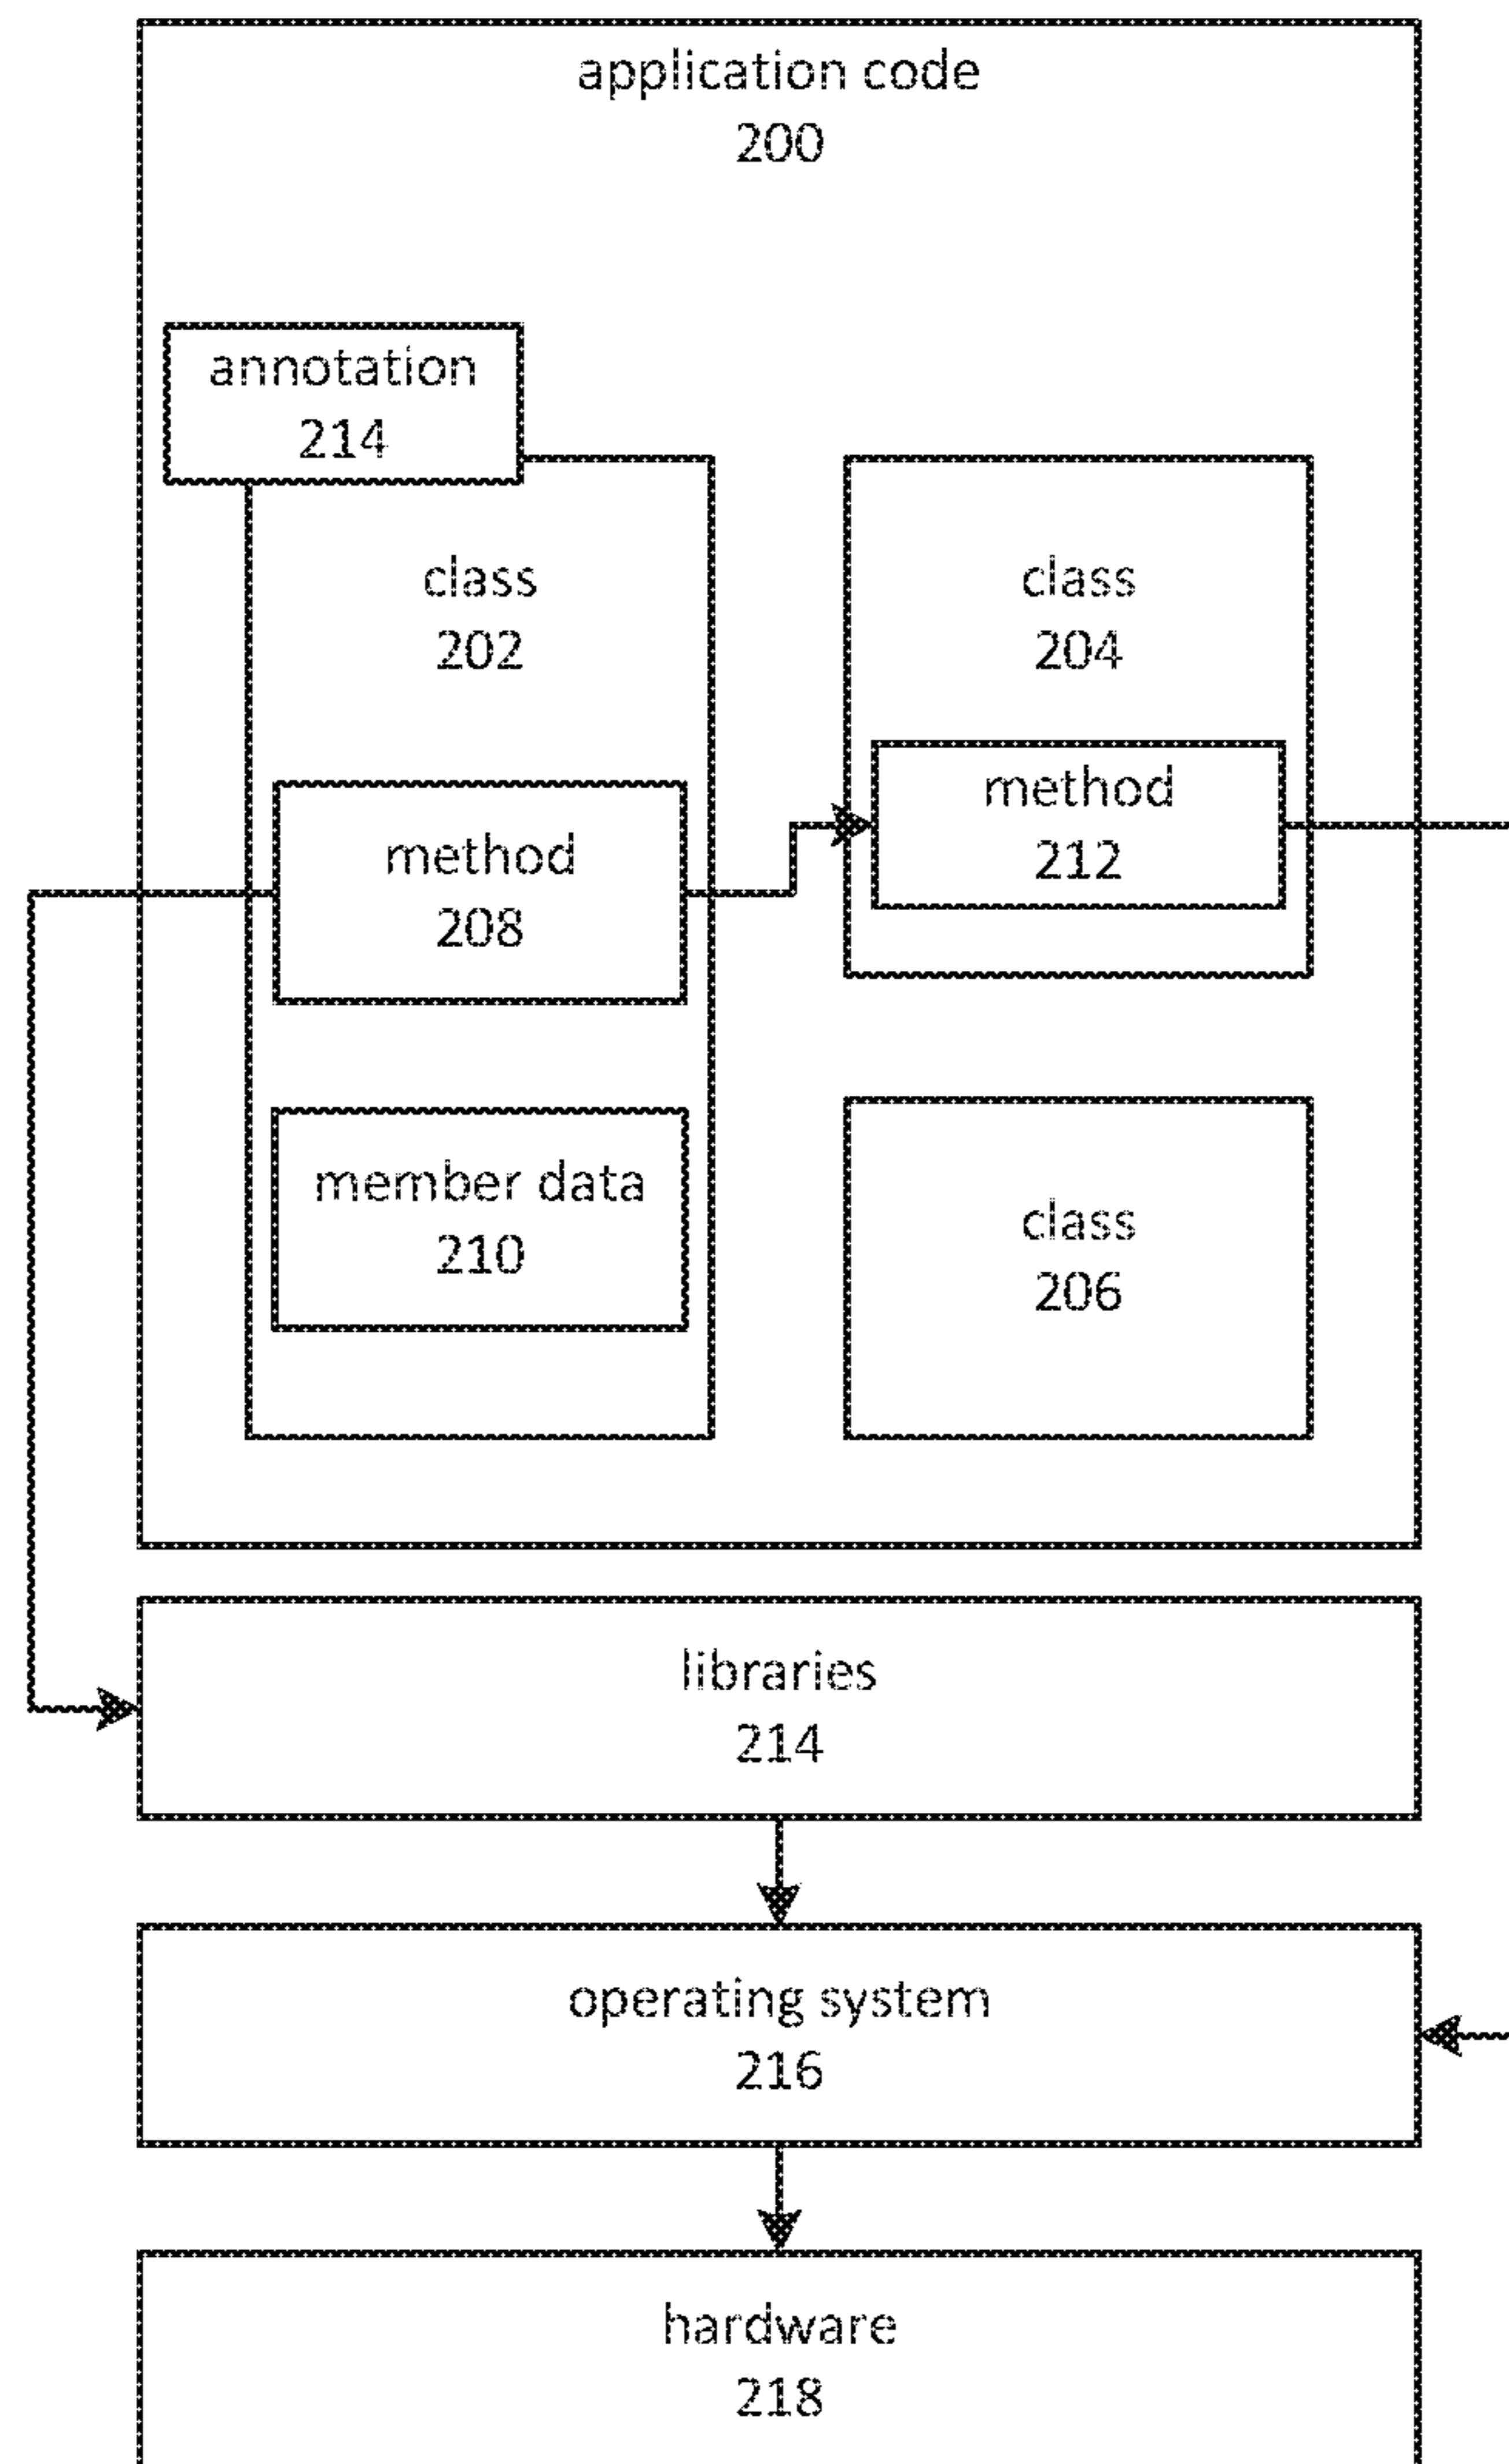 application code
200
annotation
214
class
202
class
204
method
208
method
212
member data
210
class
206
libraries
214
operating system
216
hardware
218